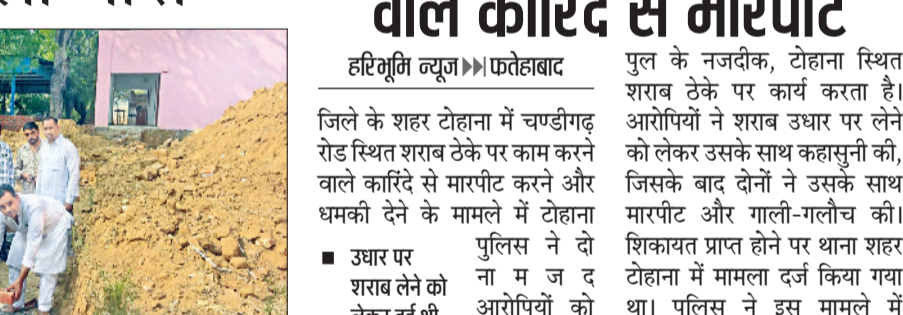 वाले कारिंदे से मारपीट
हरिभूमि न्यूज▶▶|फतेहाबाद
जिले के शहर टोहाना में चण्डीगढ़
रोड स्थित शराब ठेके पर काम करने
वाले कारिंदे से मारपीट करने और
धमकी देने के मामले में टोहाना
पुलिस ने दो
ना म ज द
आरोपियों को
■ उधार पर
शराब लेने को
लेकर हुई थी
पुल के नजदीक, टोहाना स्थित
शराब ठेके पर कार्य करता है।
आरोपियों ने शराब उधार पर लेने
को लेकर उसके साथ कहासुनी की,
जिसके बाद दोनों ने उसके साथ
मारपीट और गाली-गलौच की।
शिकायत प्राप्त होने पर थाना शहर
टोहाना में मामला दर्ज किया गया
था। पुलिस ने इस मामले में